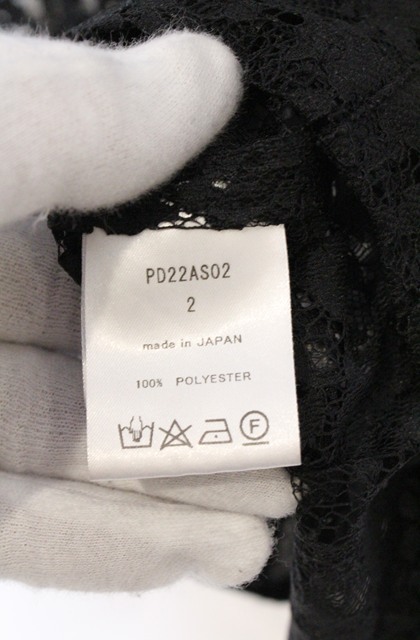 PD22AS02
2
made in JAPAN
100% POLYESTER
F